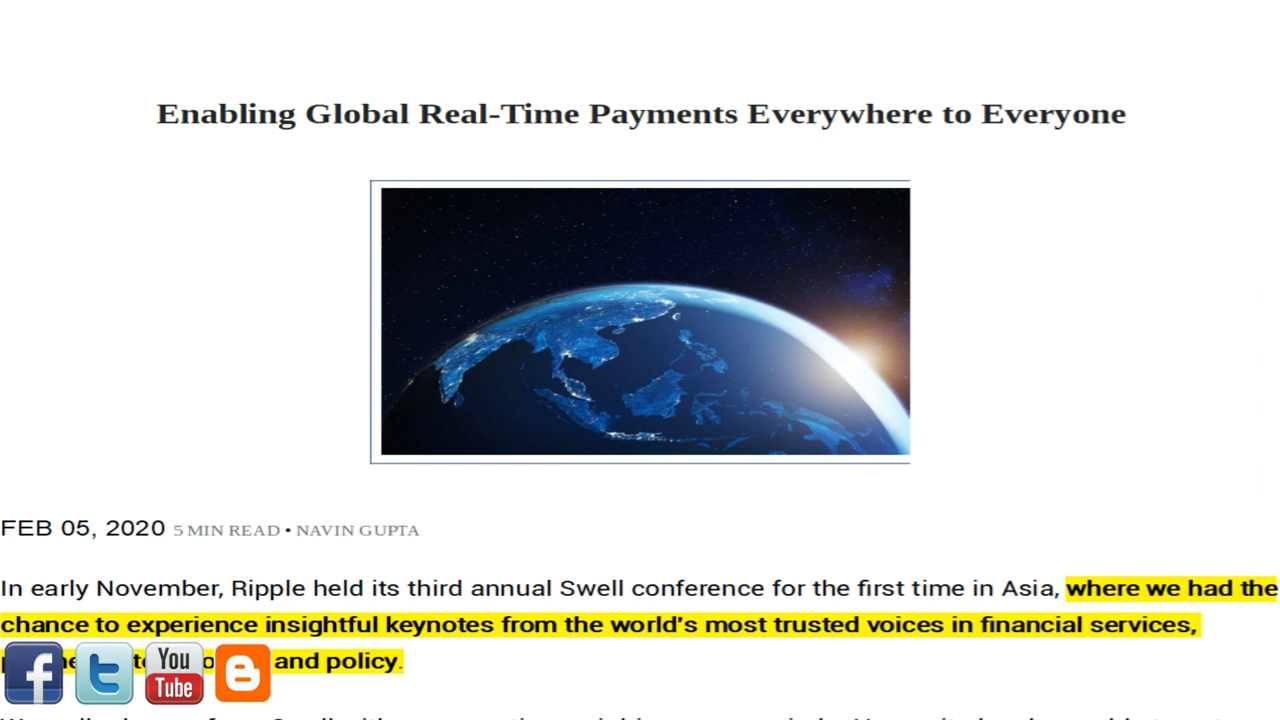 Enabling Global Real-Time Payments Everywhere to Everyone
FEB 05, 2020 5 MIN READ • NAVIN GUPTA
In early November, Ripple held its third annual Swell conference for the first time in Asia, where we had the
chance to experience insightful keynotes from the world's most trusted voices in financial services,
and policy.
You
Tube